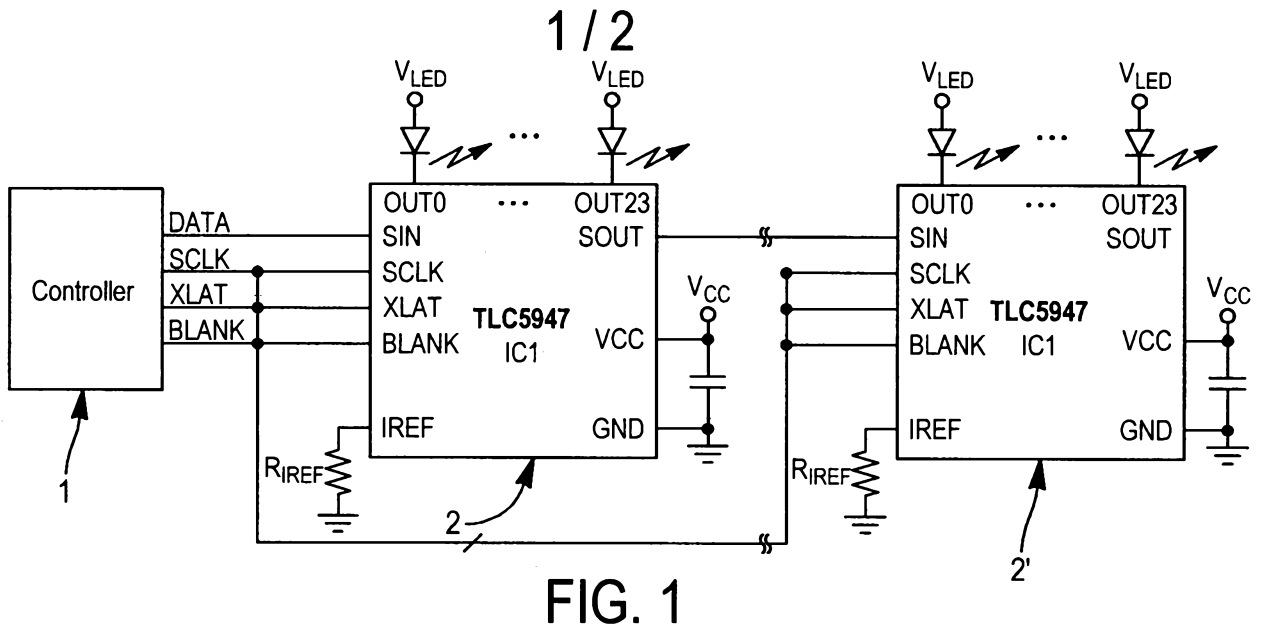 1 / 2
VLED VLED VLED VLED
... ...
OUT0 ... OUT23
SIN SOUT
SCLK
XLAT
BLANK
TLC5947
IC1
VCC
IREF GND
VCC
RIREF
2
Controller
DATA
SCLK
XLAT
BLANK
1
OUT0 ... OUT23
SIN SOUT
SCLK
XLAT
BLANK
TLC5947
IC1
VCC
IREF GND
VCC
RIREF
2'
FIG. 1